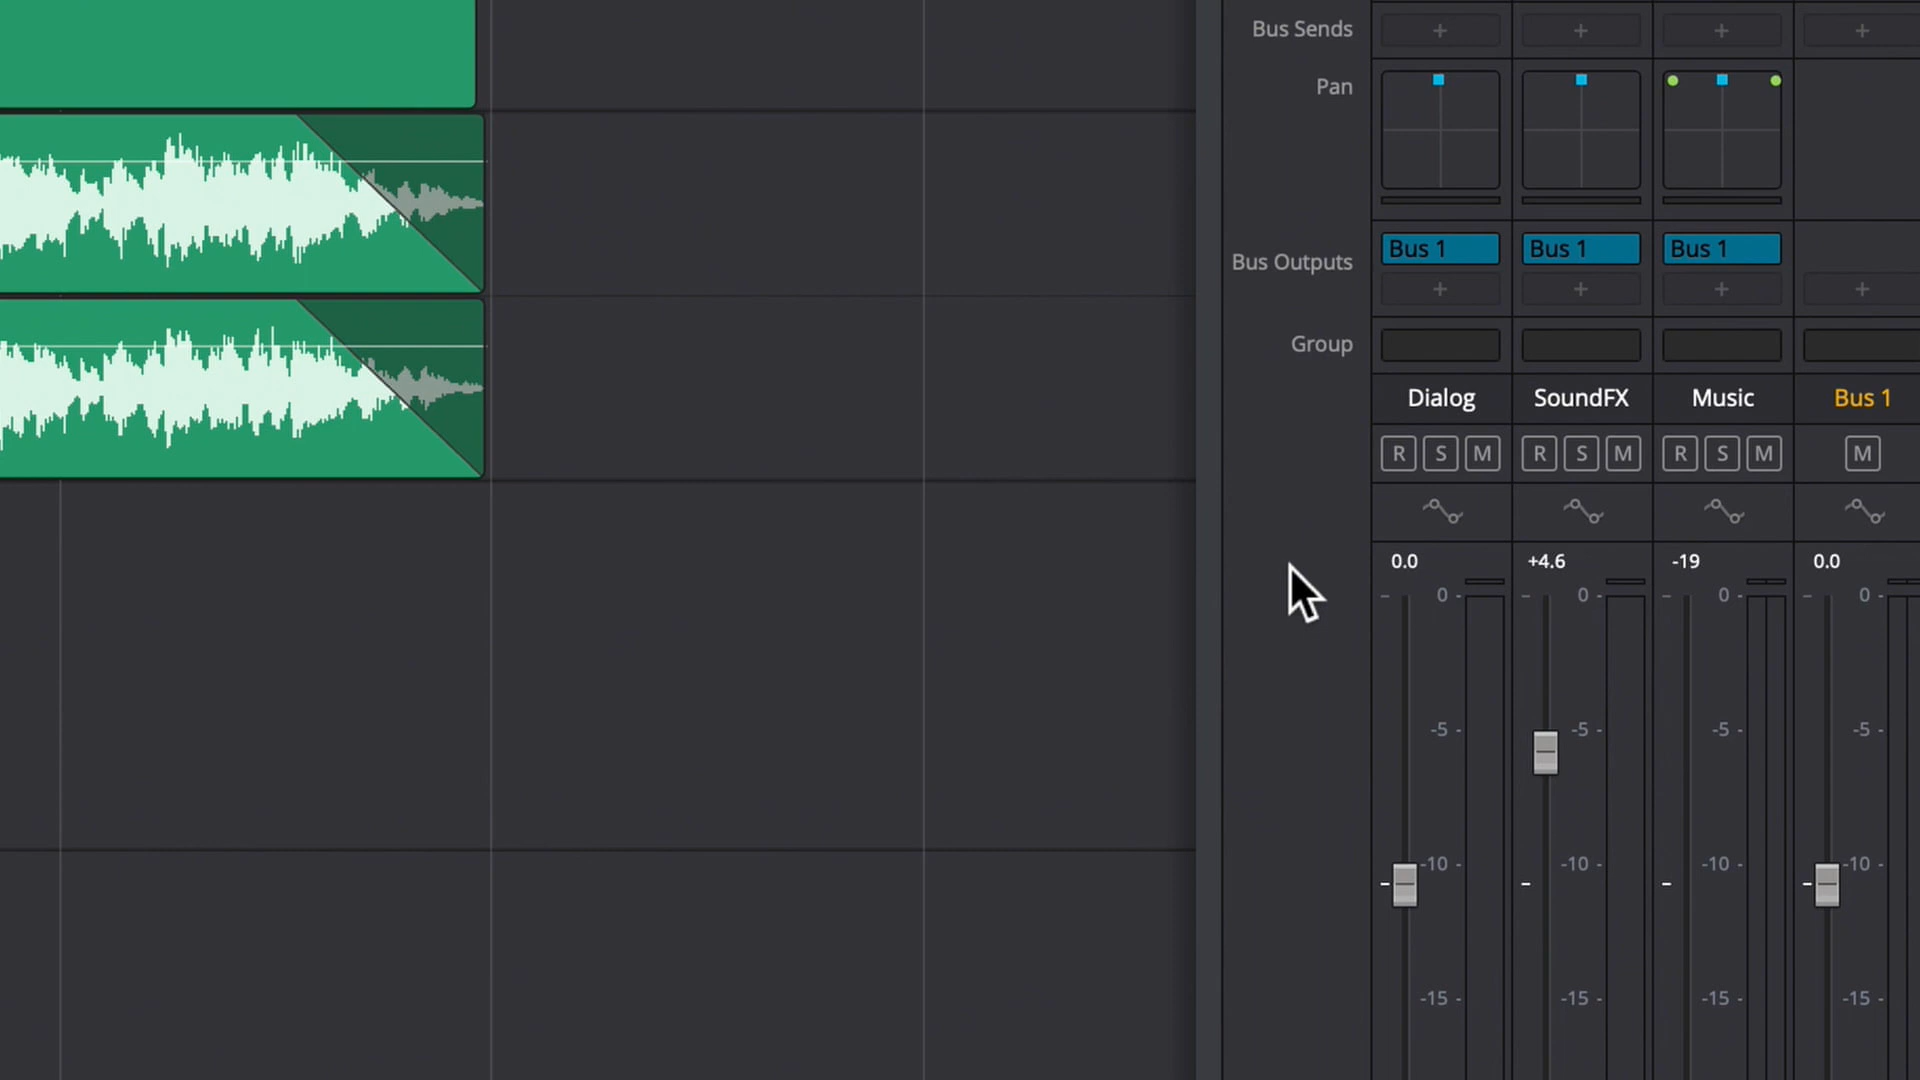 Bus Sends + + + +
Pan
Bus 1 Bus 1 Bus 1
Bus Outputs
+ + + +
Group
Dialog SoundFX Music Bus 1
R S M R S M R S M M
0.0 +4.6 -19 0.0
0 0 0 0
-5 -5 -5 -5
-10 -10 -10 -10
-15 -15 -15 -15